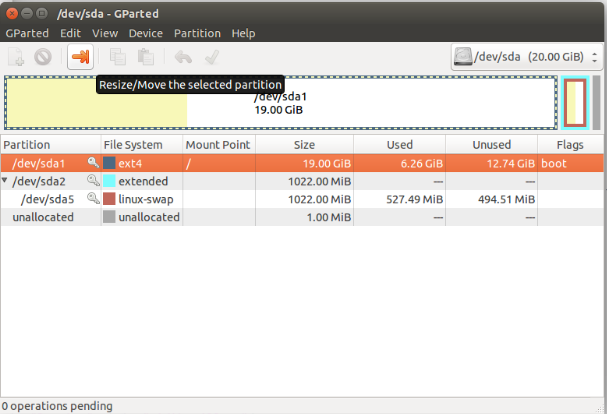 /dev/sda - GParted
GParted Edit View Device Partition Help
/dev/sda (20.00 GiB)
Resize/Move the selected partition
/dev/sda1
19.00 GiB
Partition File System Mount Point Size Used Unused Flags
/dev/sda1 ext4 / 19.00 GiB 6.26 GiB 12.74 GiB boot
/dev/sda2 extended 1022.00 MiB --- ---
/dev/sda5 linux-swap 1022.00 MiB 527.49 MiB 494.51 MiB
unallocated unallocated 1.00 MiB --- ---
0 operations pending